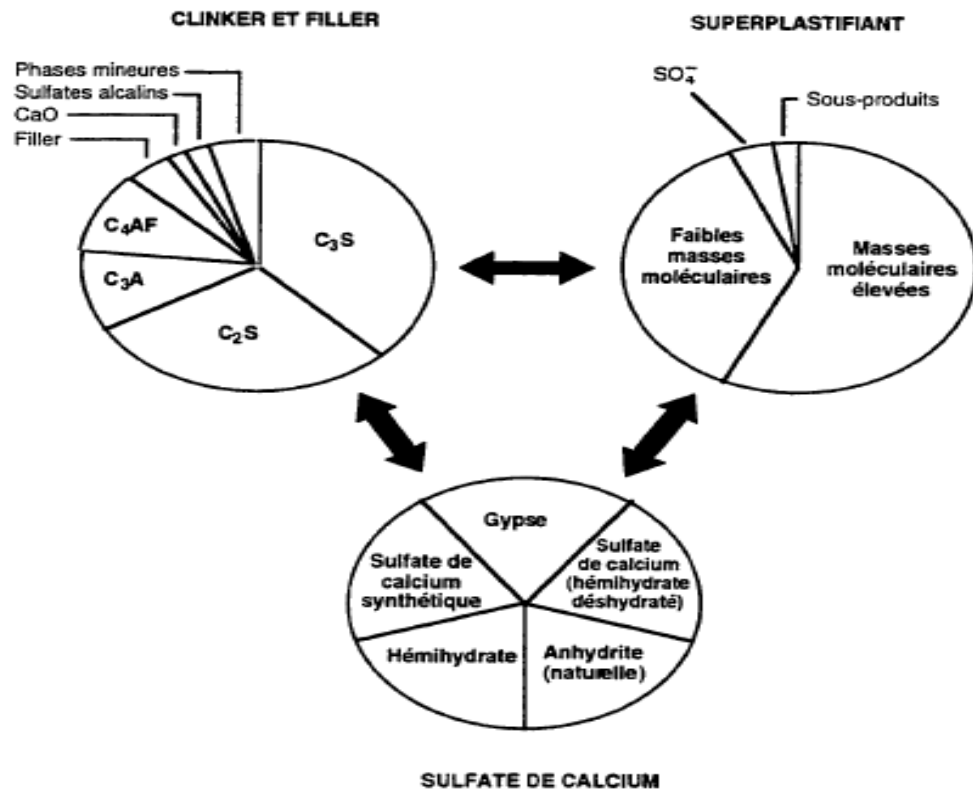 CLINKER ET FILLER
Phases mineures
Sulfates alcalins
CaO
Filler
C₄AF
C₃A
C₂S
C₃S
SUPERPLASTIFIANT
SO₄⁻
Sous-produits
Faibles
masses
moléculaires
Masses
moléculaires
élevées
Gypse
Sulfate de
calcium
synthétique
Sulfate
de calcium
(hémihydrate
déshydraté)
Hémihydrate
Anhydrite
(naturelle)
SULFATE DE CALCIUM